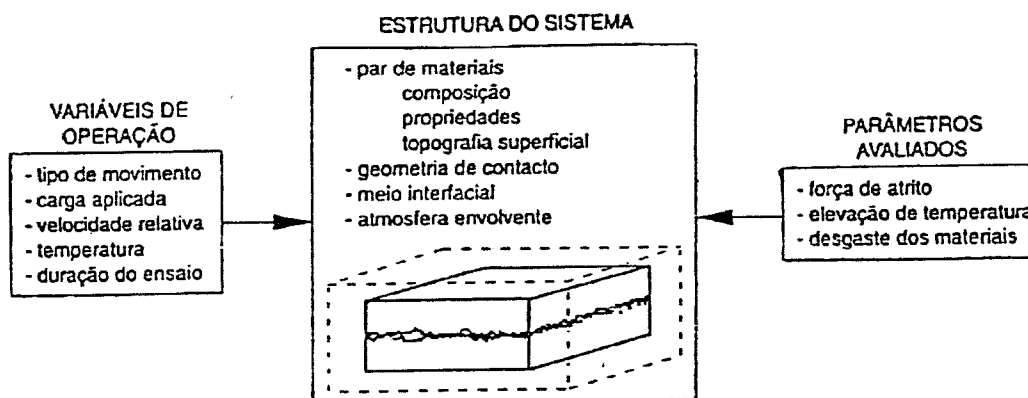 ESTRUTURA DO SISTEMA
- par de materiais
composição
propriedades
topografia superficial
- geometria de contacto
- meio interfacial
- atmosfera envolvente
VARIÁVEIS DE
OPERAÇÃO
- tipo de movimento
- carga aplicada
- velocidade relativa
- temperatura
- duração do ensaio
PARÂMETROS
AVALIADOS
- força de atrito
- elevação de temperatura
- desgaste dos materiais